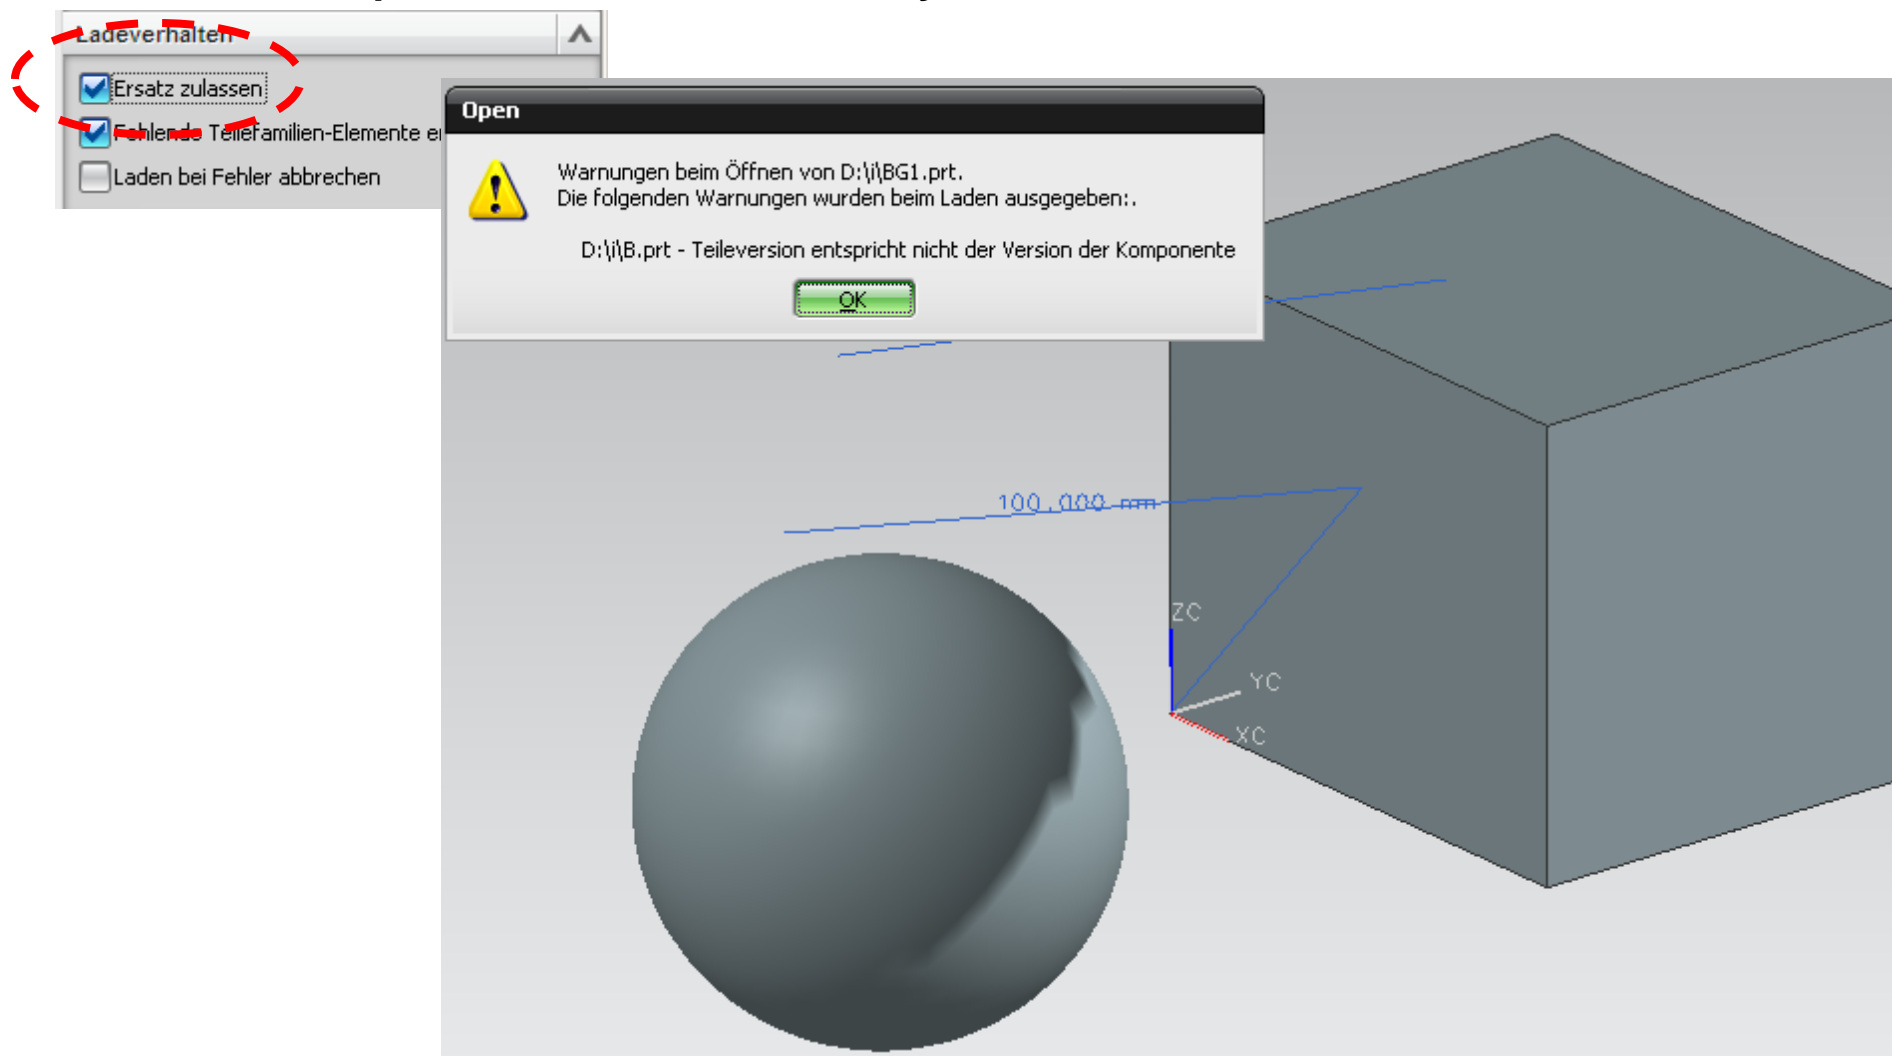 Ladeverhalten
Ersatz zulassen
Fehlende Teilefamilien-Elemente
Laden bei Fehler abbrechen
Open
Warnungen beim Öffnen von D:\i\BG1.prt.
Die folgenden Warnungen wurden beim Laden ausgegeben:.
D:\i\B.prt - Teileversion entspricht nicht der Version der Komponente
OK
100.000 mm
ZC
YC
XC